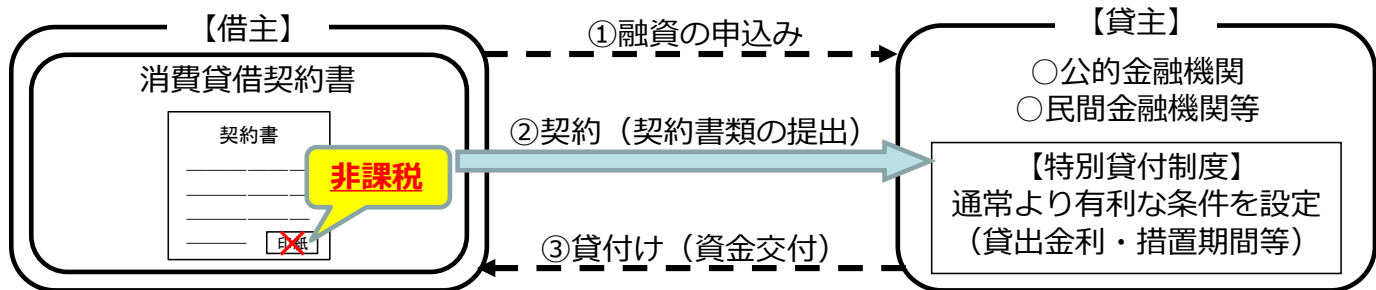 【借主】
消費貸借契約書
契約書
非課税
印紙
①融資の申込み
②契約（契約書類の提出）
③貸付け（資金交付）
【貸主】
○公的金融機関
○民間金融機関等
【特別貸付制度】
通常より有利な条件を設定
（貸出金利・措置期間等）